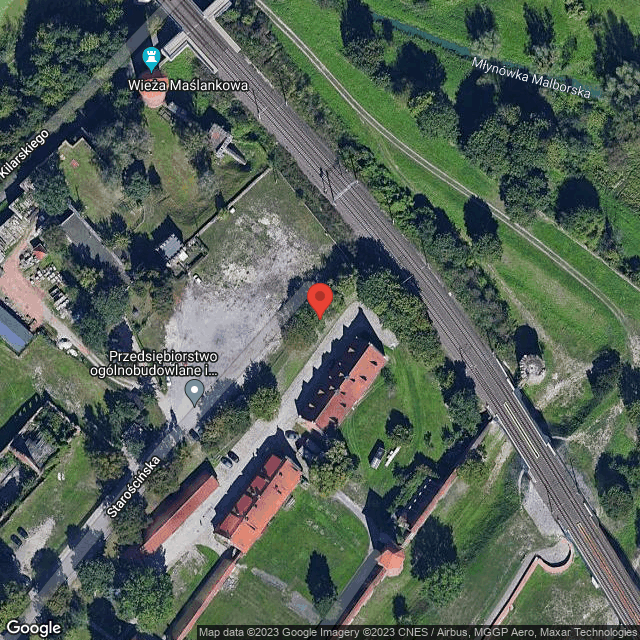 Młynówka Malborska
Wieża Maślankowa
Kilarskiego
Przedsiębiorstwo
ogólnobudowlane i...
Starościńska
Google
Map data ©2023 Google Imagery ©2023 CNES / Airbus, MGGP Aero, Maxar Technologies